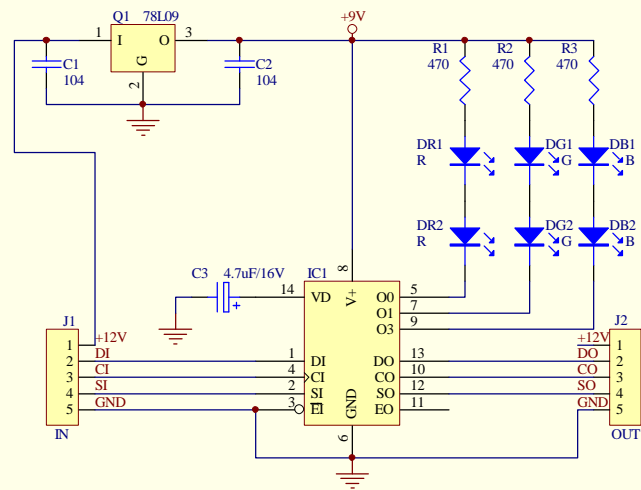 Q1 78L09
+9V
1 I O 3
G
2
C1
104
C2
104
R1
470
R2
470
R3
470
DR1
R
DG1
G
DB1
B
DR2
R
DG2
G
DB2
B
C3 4.7uF/16V
IC1
8
V+
14 VD
O0 5
O1 7
O3 9
J1
+12V
1
DI
2
CI
3
SI
4
GND
5
IN
1 DI
4 CI
2 SI
3 EI
DO 13
CO 10
SO 12
EO 11
GND
6
J2
+12V
1
DO
2
CO
3
SO
4
GND
5
OUT